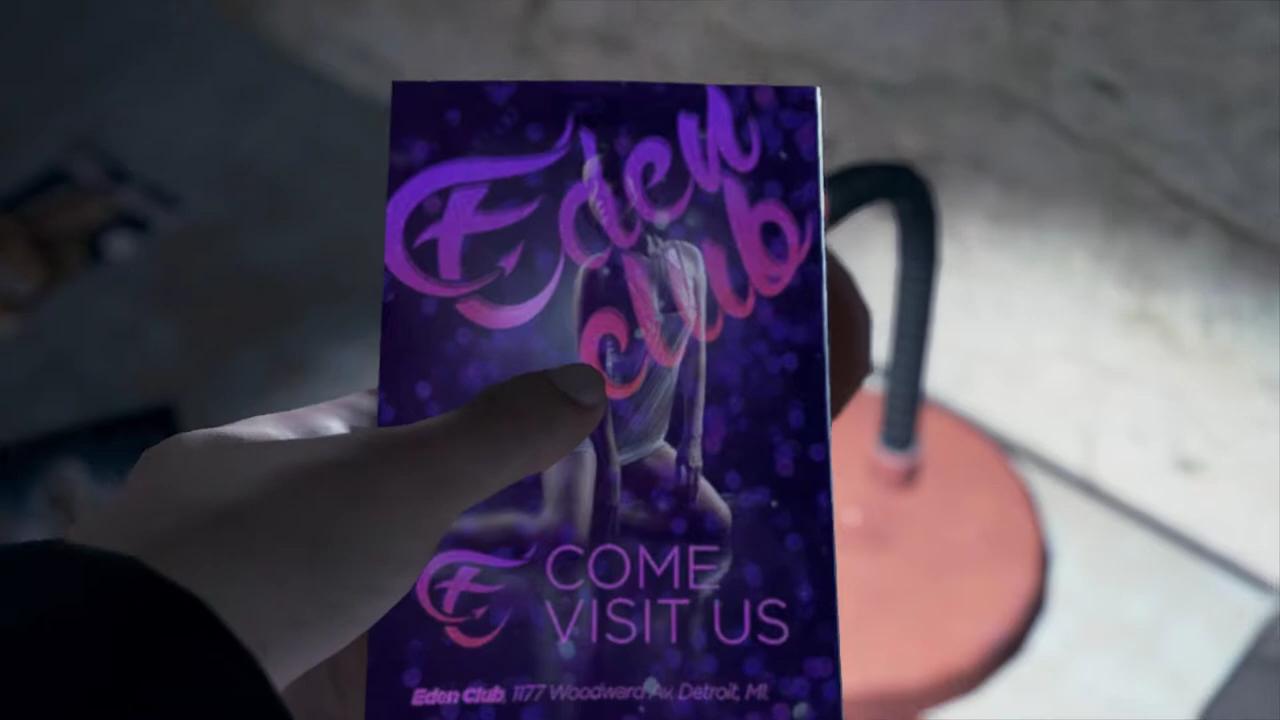 Eden
club
COME
VISIT US
Eden Club 1177 Woodward Av. Detroit, MI.